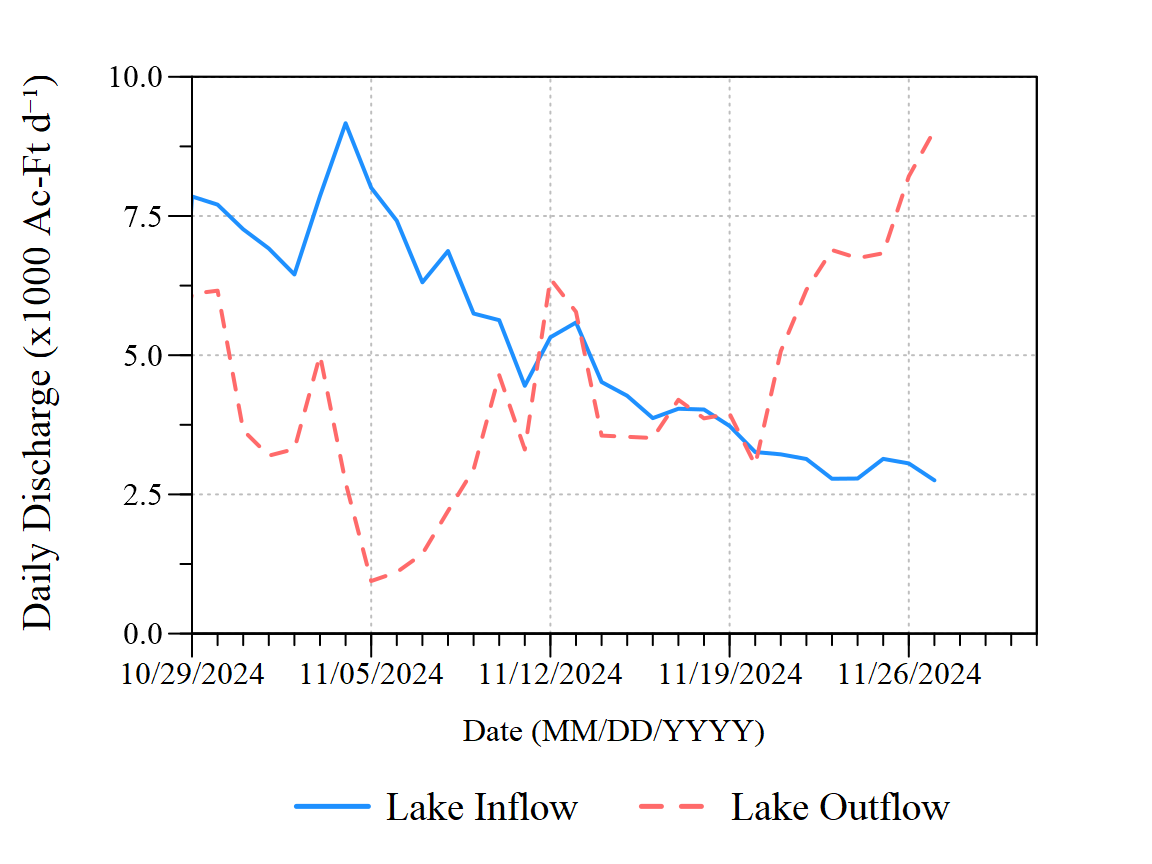 Daily Discharge (x1000 Ac-Ft d⁻¹)
10.0
7.5
5.0
2.5
0.0
10/29/2024 11/05/2024 11/12/2024 11/19/2024 11/26/2024
Date (MM/DD/YYYY)
Lake Inflow Lake Outflow